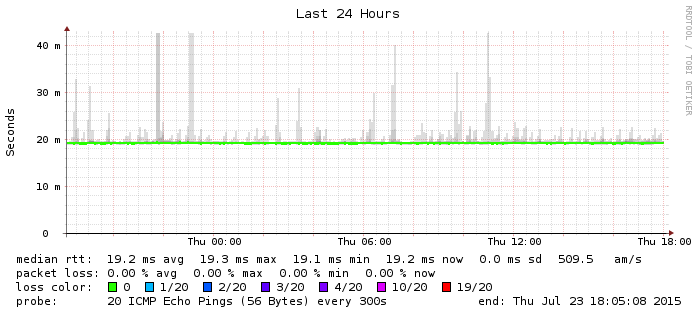 Last 24 Hours
RRDTOOL / TOBI OETIKER
Seconds
40 m
30 m
20 m
10 m
0
Thu 00:00 Thu 06:00 Thu 12:00 Thu 18:00
median rtt: 19.2 ms avg 19.3 ms max 19.1 ms min 19.2 ms now 0.0 ms sd 509.5 am/s
packet loss: 0.00 % avg 0.00 % max 0.00 % min 0.00 % now
loss color: 0 1/20 2/20 3/20 4/20 10/20 19/20
probe: 20 ICMP Echo Pings (56 Bytes) every 300s end: Thu Jul 23 18:05:08 2015